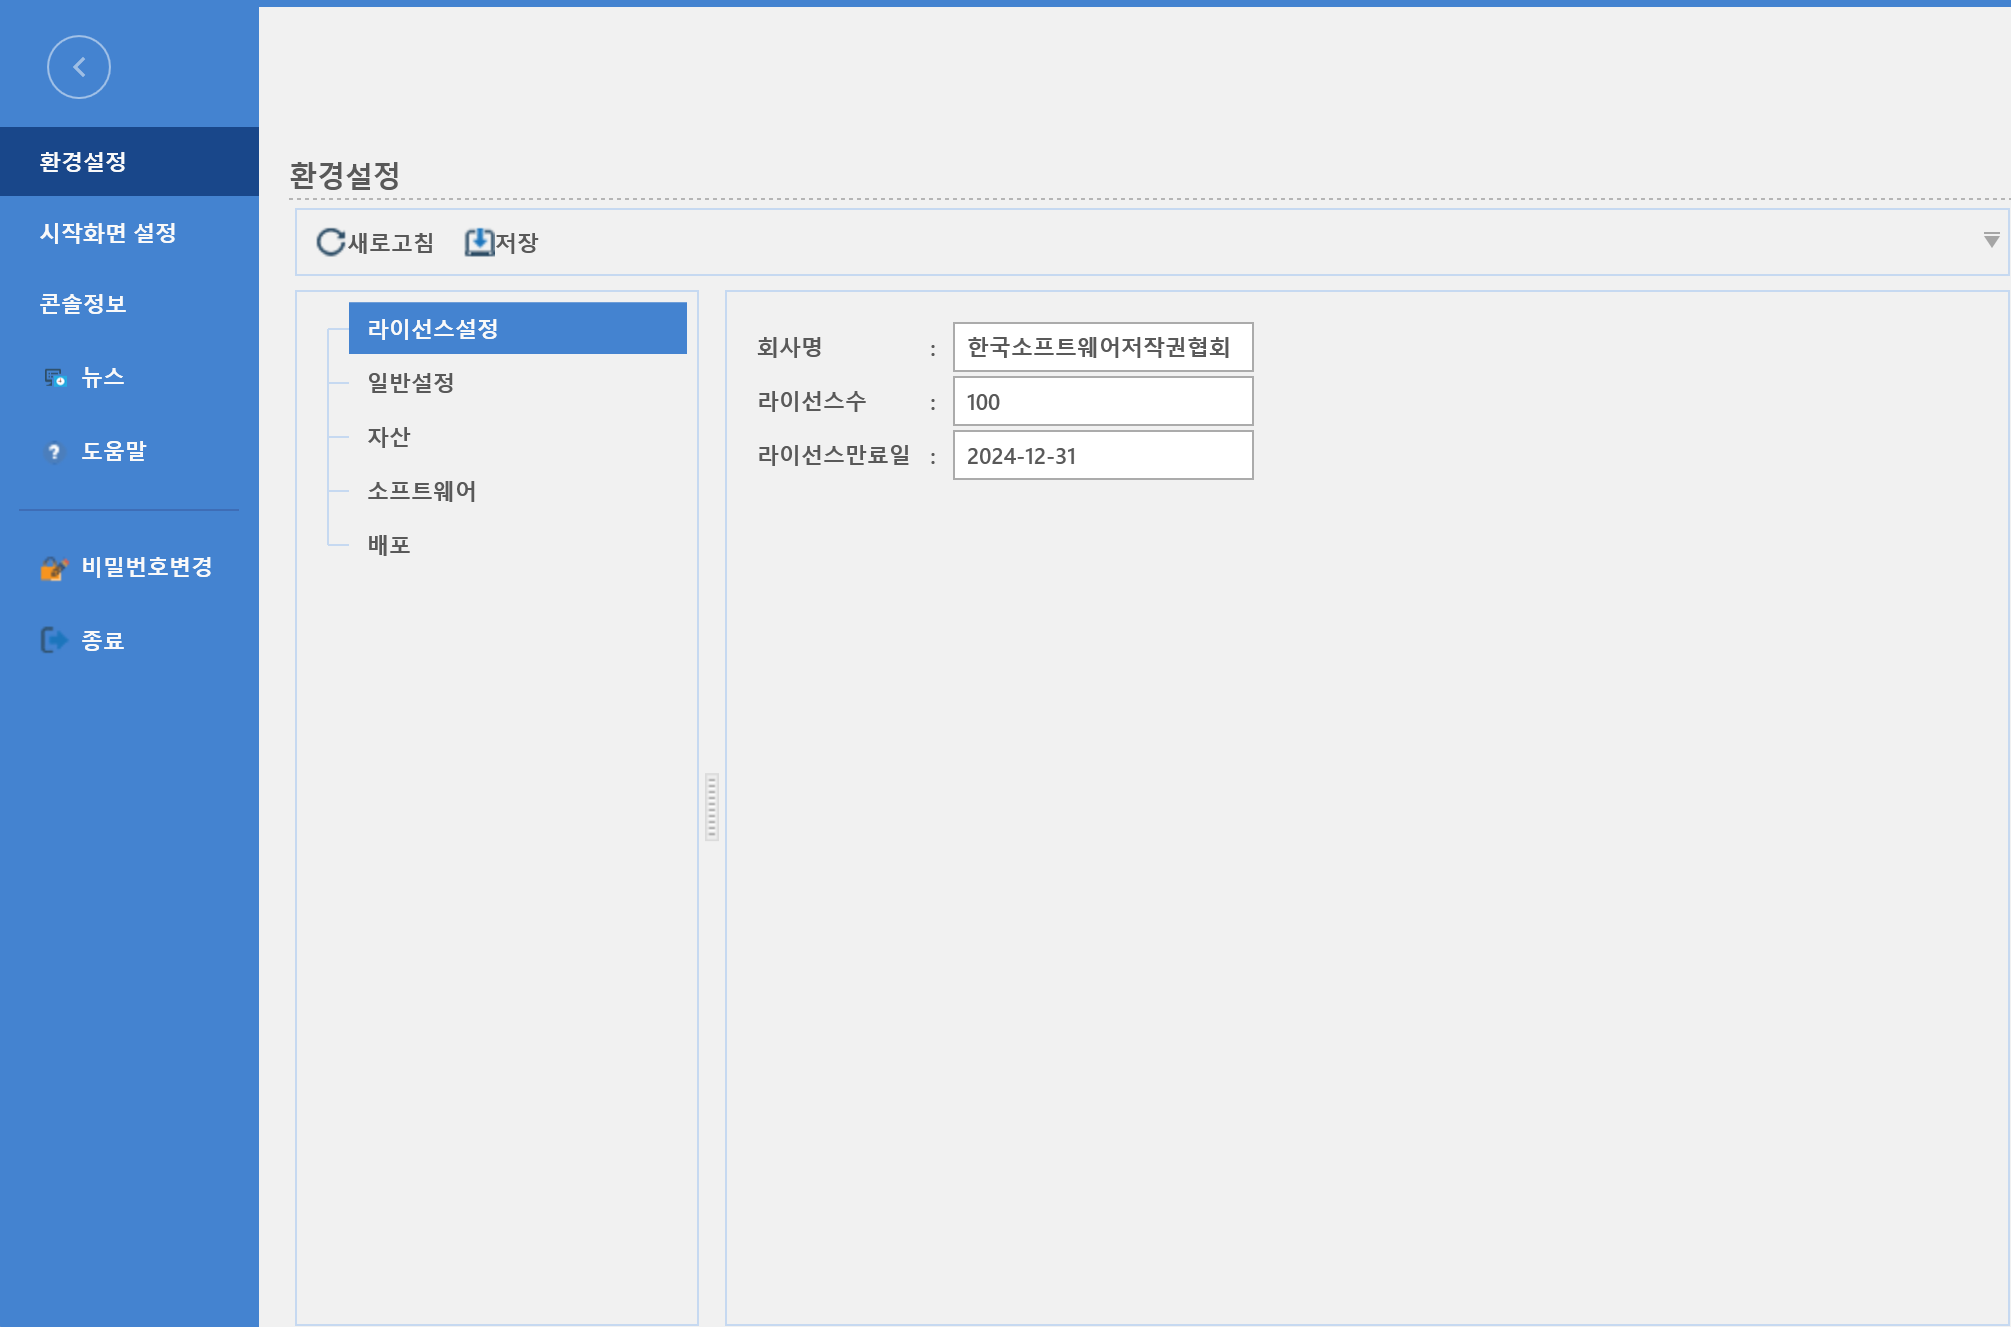 환경설정
시작화면 설정
콘솔정보
뉴스
도움말
비밀번호변경
종료
환경설정
새로고침 저장
라이선스설정
일반설정
자산
소프트웨어
배포
회사명 : 한국소프트웨어저작권협회
라이선스수 : 100
라이선스만료일 : 2024-12-31